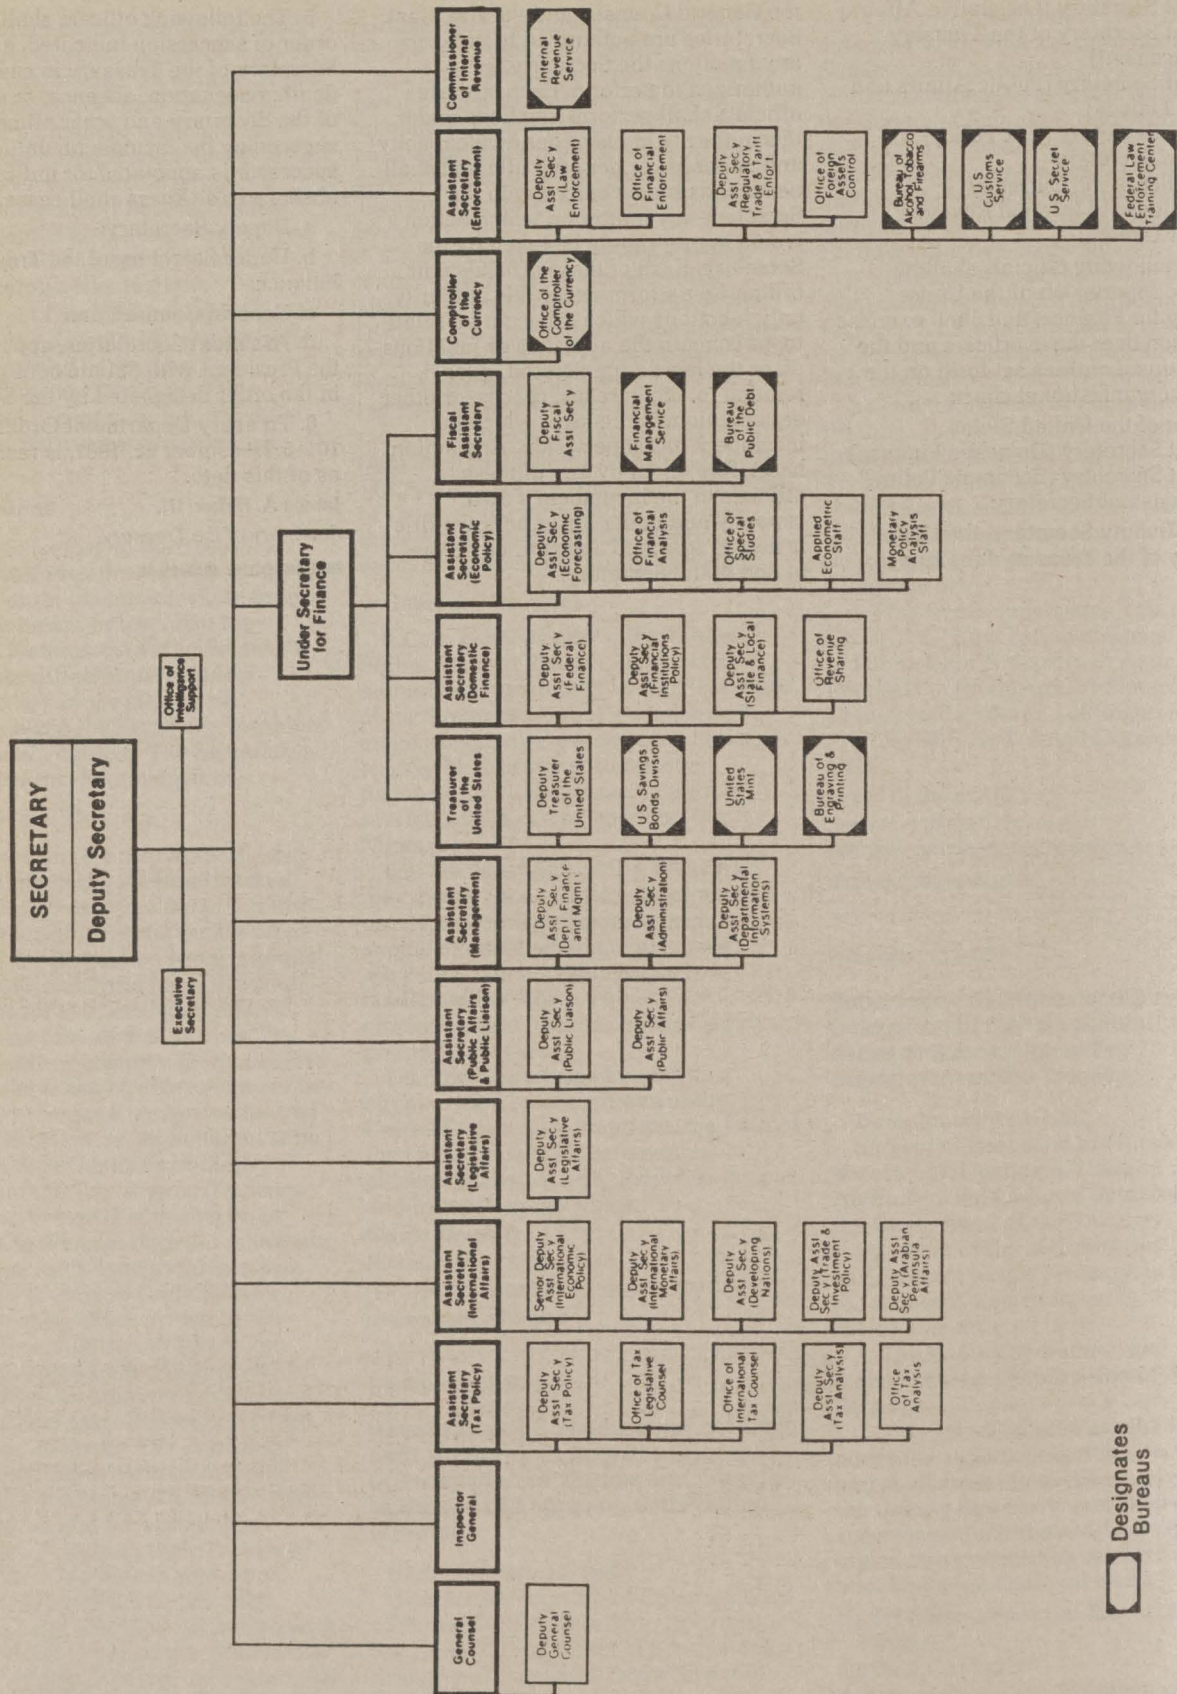 SECRETARY
Deputy Secretary
Executive
Secretary
Office of
Intelligence
Support
Under Secretary
for Finance
General
Counsel
Deputy
General
Counsel
Inspector
General
Assistant
Secretary
(Tax Policy)
Deputy
Asst Sec y
(Tax Policy)
Office of Tax
Legislative
Counsel
Office of
International
Tax Counsel
Deputy
Asst Sec y
(Tax Analysis)
Office
of Tax
Analysis
Assistant
Secretary
(International
Affairs)
Senior Deputy
Asst Sec y
(International
Economic
Policy)
Deputy
Asst Sec y
(International
Monetary
Affairs)
Deputy
Asst Sec y
(Developing
Nations)
Deputy Asst
Sec y (Trade &
Investment
Policy)
Deputy Asst
Sec y (Arabian
Peninsula
Affairs)
Assistant
Secretary
(Legislative
Affairs)
Deputy
Asst Sec y
(Legislative
Affairs)
Assistant
Secretary
(Public Affairs
& Public Liaison)
Deputy
Asst Sec y
(Public Liaison)
Deputy
Asst Sec y
(Public Affairs)
Assistant
Secretary
(Management)
Deputy
Asst Sec y
(Dept Finance
and Mgmt)
Deputy
Asst Sec y
(Administration)
Deputy
Asst Sec y
(Departmental
Information
Systems)
Treasurer
of the
United States
Deputy
Treasurer
of the
United States
U S Savings
Bonds Division
United
States
Mint
Bureau of
Engraving &
Printing
Assistant
Secretary
(Domestic
Finance)
Deputy
Asst Sec y
(Federal
Finance)
Deputy
Asst Sec y
(Financial
Institutions
Policy)
Deputy
Asst Sec y
(State & Local
Finance)
Office of
Revenue
Sharing
Assistant
Secretary
(Economic
Policy)
Deputy
Asst Sec y
(Economic
Forecasting)
Office of
Financial
Analysis
Office of
Special
Studies
Applied
Econometric
Staff
Monetary
Policy
Analysis
Staff
Fiscal
Assistant
Secretary
Deputy
Fiscal
Asst Sec y
Financial
Management
Service
Bureau
of the
Public Debt
Comptroller
of the
Currency
Office of the
Comptroller
of the Currency
Assistant
Secretary
(Enforcement)
Deputy
Asst Sec y
(Law
Enforcement)
Office of
Financial
Enforcement
Deputy
Asst Sec y
(Regulatory
Trade & Tariff
Enfort
Office of
Foreign
Assets
Control
Bureau of
Alcohol, Tobacco
and Firearms
U S
Customs
Service
U S Secret
Service
Federal Law
Enforcement
Training Center
Commissioner
of Internal
Revenue
Internal
Revenue
Service
Designates
Bureaus